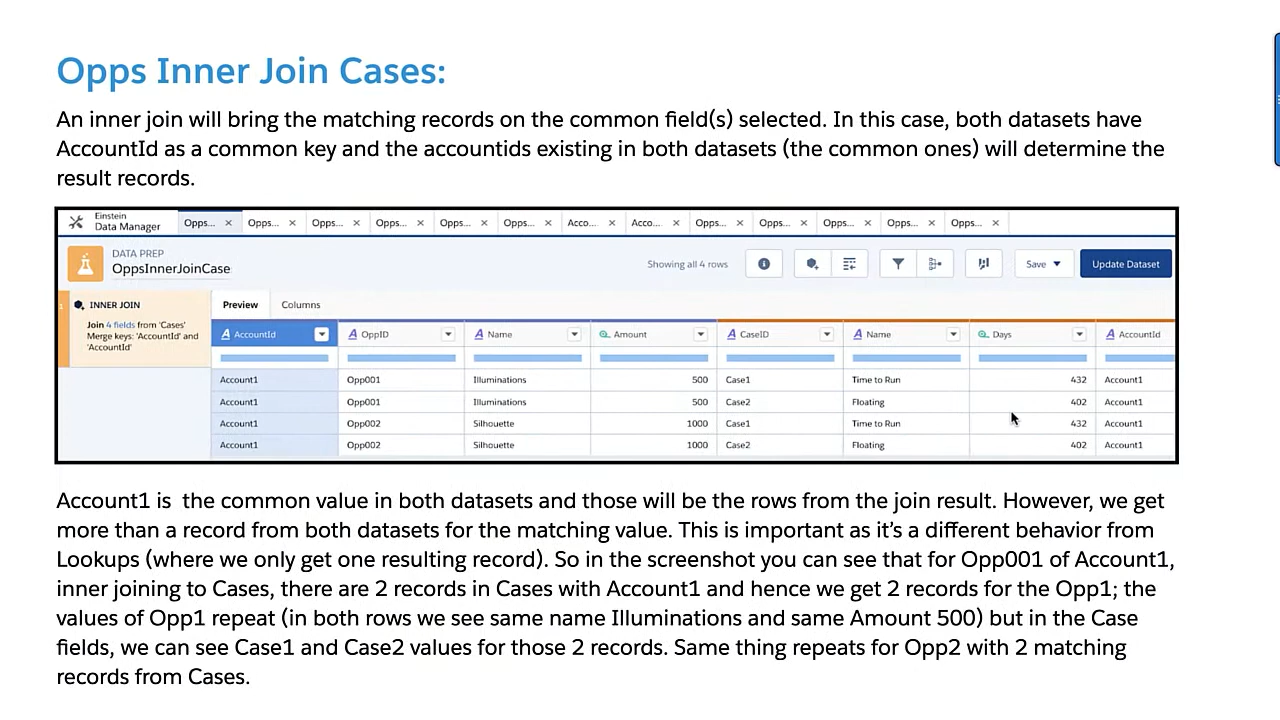 Opps Inner Join Cases:
An inner join will bring the matching records on the common field(s) selected. In this case, both datasets have
AccountId as a common key and the accountids existing in both datasets (the common ones) will determine the
result records.
Einstein
Data Manager
Opps... Opps... Opps... Opps... Opps... Opps... Acco... Acco... Opps... Opps... Opps... Opps... Opps...
DATA PREP
OppsInnerJoinCase
Showing all 4 rows
Save
Update Dataset
1
INNER JOIN
Join 4 fields from 'Cases'
Merge keys: 'AccountId' and
'AccountId'
Preview Columns
AccountId OppID Name Amount CaseID Name Days AccountId
Account1 Opp001 Illuminations 500 Case1 Time to Run 432 Account1
Account1 Opp001 Illuminations 500 Case2 Floating 402 Account1
Account1 Opp002 Silhouette 1000 Case1 Time to Run 432 Account1
Account1 Opp002 Silhouette 1000 Case2 Floating 402 Account1
Account1 is  the common value in both datasets and those will be the rows from the join result. However, we get
more than a record from both datasets for the matching value. This is important as it's a different behavior from
Lookups (where we only get one resulting record). So in the screenshot you can see that for Opp001 of Account1,
inner joining to Cases, there are 2 records in Cases with Account1 and hence we get 2 records for the Opp1; the
values of Opp1 repeat (in both rows we see same name Illuminations and same Amount 500) but in the Case
fields, we can see Case1 and Case2 values for those 2 records. Same thing repeats for Opp2 with 2 matching
records from Cases.